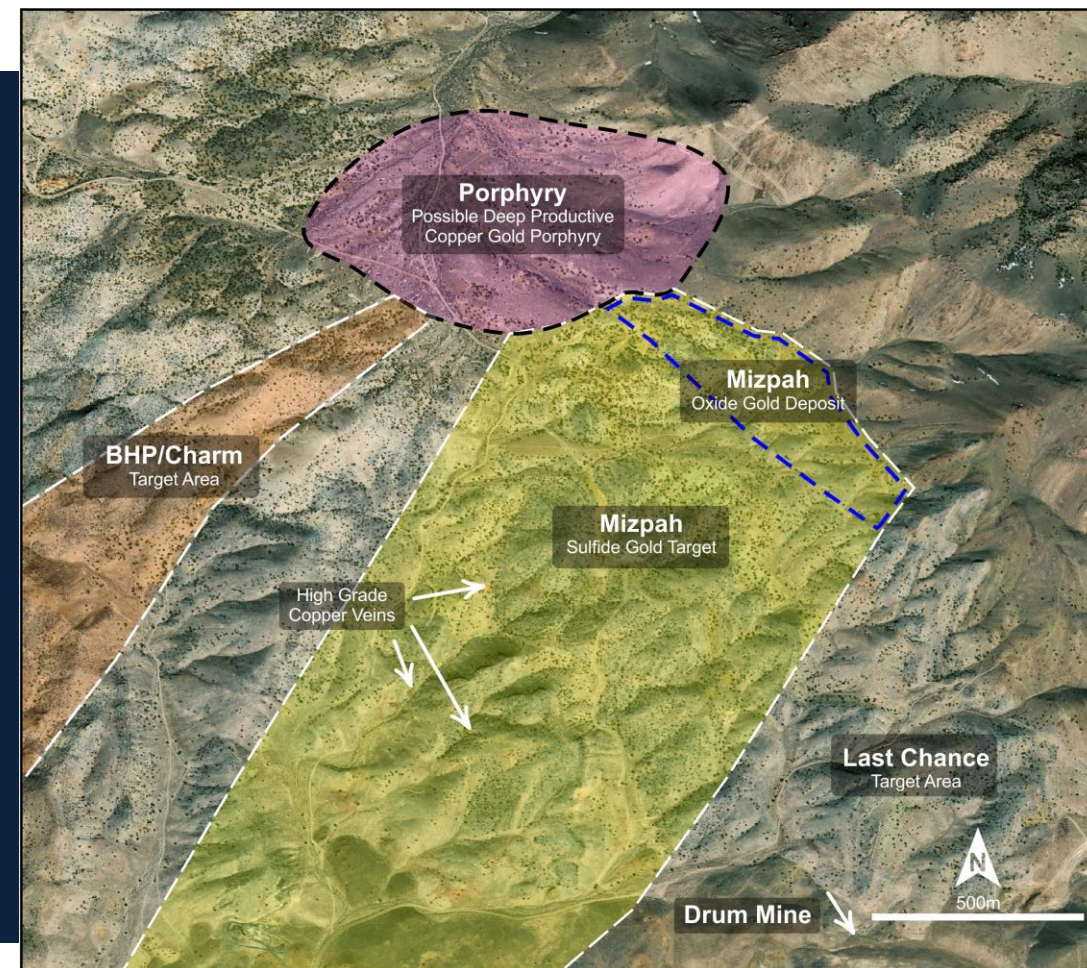 Porphyry
Possible Deep Productive
Copper Gold Porphyry
Mizpah
Oxide Gold Deposit
BHP/Charm
Target Area
Mizpah
Sulfide Gold Target
High Grade
Copper Veins
Last Chance
Target Area
N
500m
Drum Mine